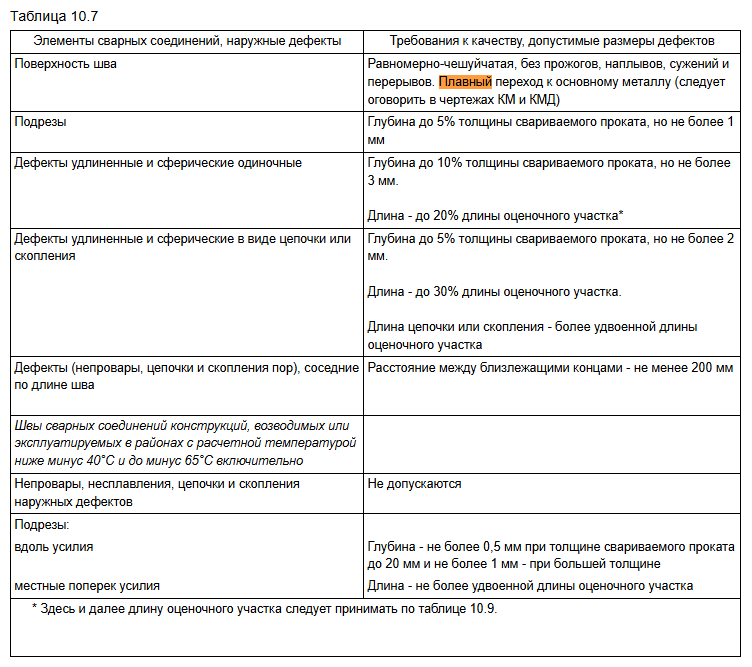 Таблица 10.7
Элементы сварных соединений, наружные дефекты
Требования к качеству, допустимые размеры дефектов
Поверхность шва
Равномерно-чешуйчатая, без прожогов, наплывов, сужений и
перерывов. Плавный переход к основному металлу (следует
оговорить в чертежах КМ и КМД)
Подрезы
Глубина до 5% толщины свариваемого проката, но не более 1
мм
Дефекты удлиненные и сферические одиночные
Глубина до 10% толщины свариваемого проката, но не более
3 мм.
Длина - до 20% длины оценочного участка*
Дефекты удлиненные и сферические в виде цепочки или
скопления
Глубина до 5% толщины свариваемого проката, но не более 2
мм.
Длина - до 30% длины оценочного участка.
Длина цепочки или скопления - более удвоенной длины
оценочного участка
Дефекты (непровары, цепочки и скопления пор), соседние
по длине шва
Расстояние между близлежащими концами - не менее 200 мм
Швы сварных соединений конструкций, возводимых или
эксплуатируемых в районах с расчетной температурой
ниже минус 40°С и до минус 65°С включительно
Непровары, несплавления, цепочки и скопления
наружных дефектов
Не допускаются
Подрезы:
вдоль усилия
Глубина - не более 0,5 мм при толщине свариваемого проката
до 20 мм и не более 1 мм - при большей толщине
местные поперек усилия
Длина - не более удвоенной длины оценочного участка
* Здесь и далее длину оценочного участка следует принимать по таблице 10.9.